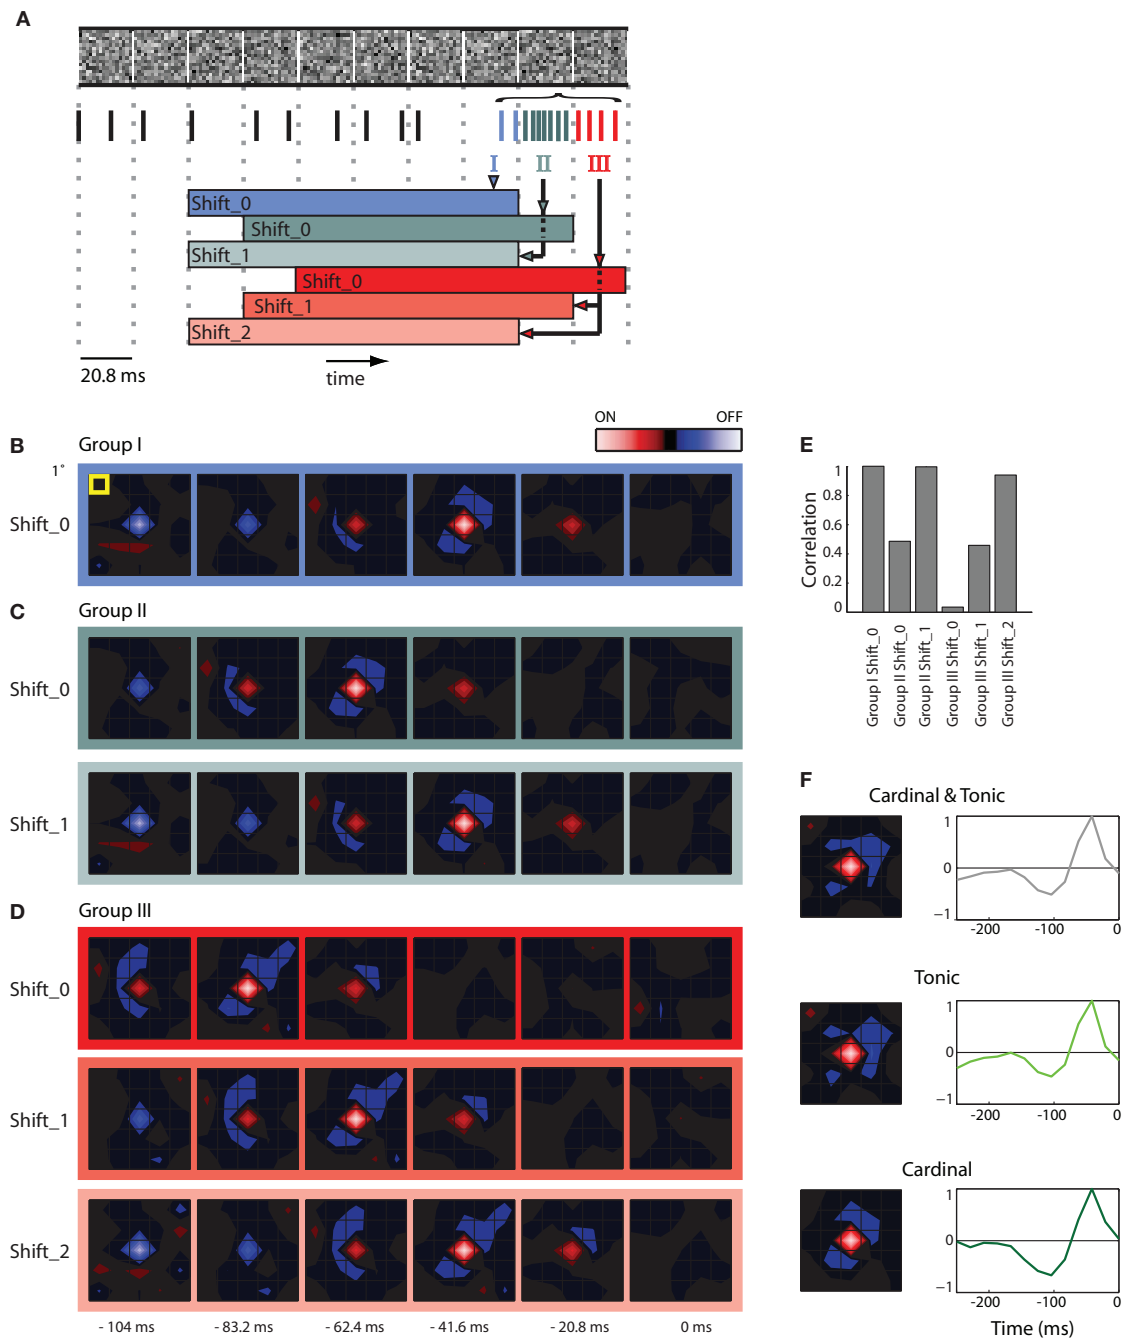 A
I II III
Shift_0
Shift_0
Shift_1
Shift_0
Shift_1
Shift_2
20.8 ms
time
ON OFF
B Group I
1°
Shift_0
C Group II
Shift_0
Shift_1
D Group III
Shift_0
Shift_1
Shift_2
- 104 ms - 83.2 ms - 62.4 ms - 41.6 ms - 20.8 ms 0 ms
E
Correlation
1
0.8
0.6
0.4
0.2
0
Group I Shift_0
Group II Shift_0
Group II Shift_1
Group III Shift_0
Group III Shift_1
Group III Shift_2
F
Cardinal & Tonic
1
0
−1
-200 -100 0
Tonic
1
0
−1
-200 -100 0
Cardinal
1
0
−1
-200 -100 0
Time (ms)